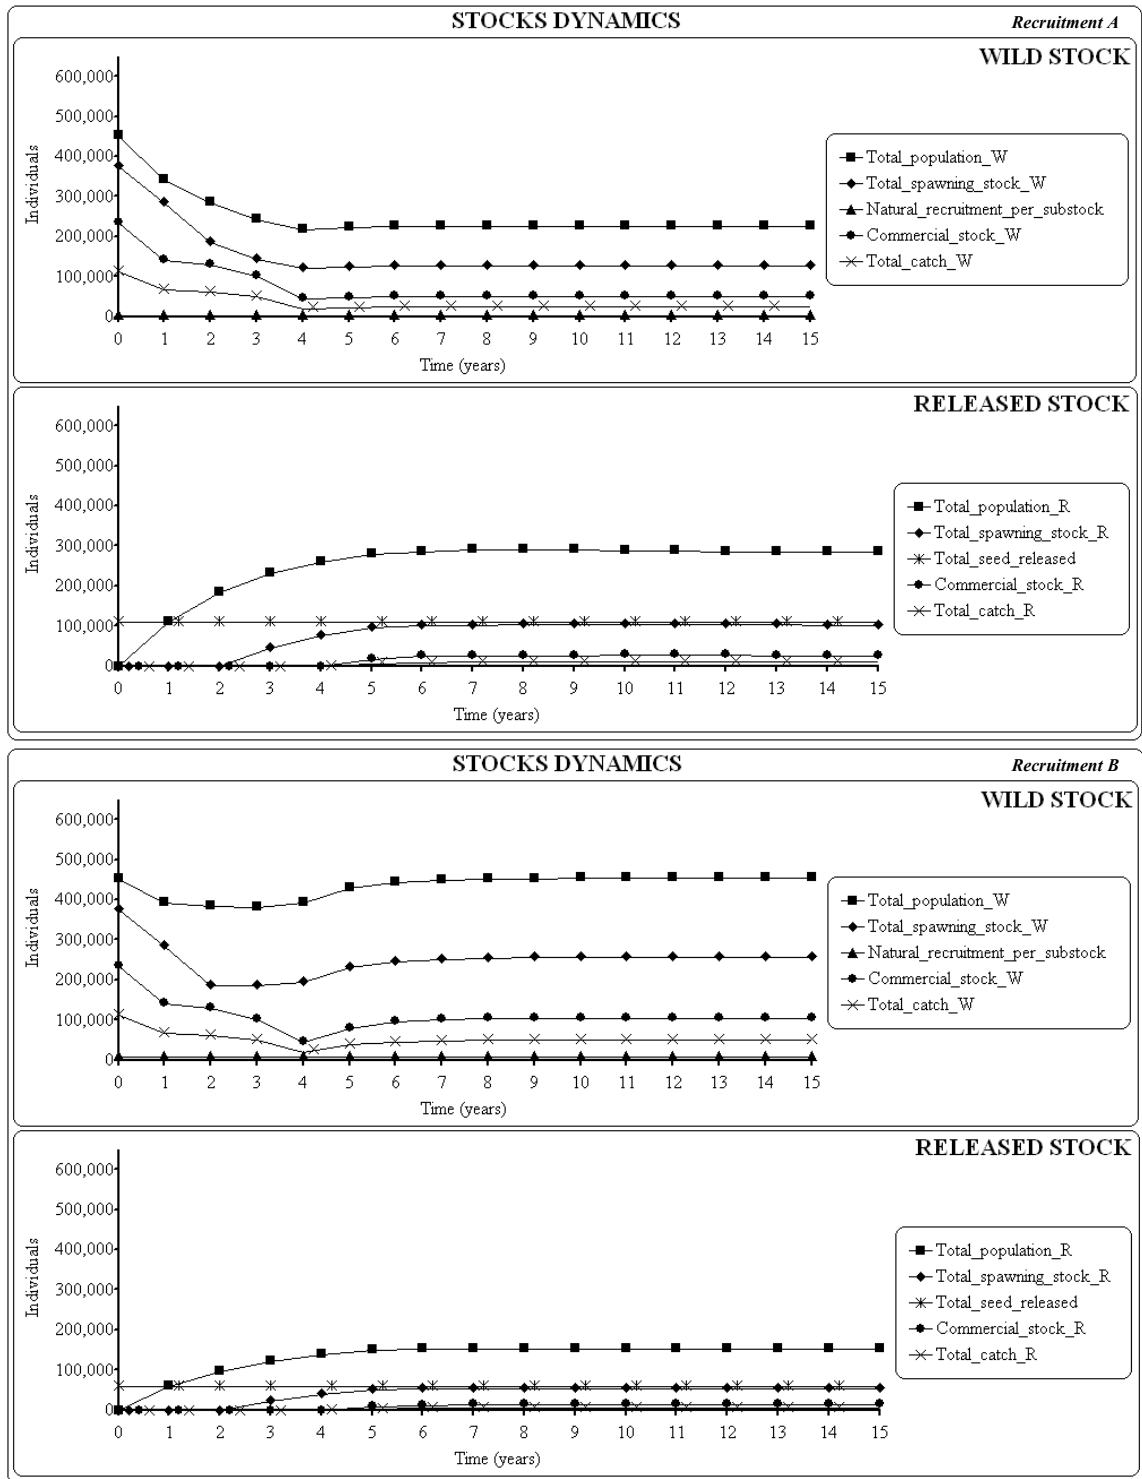 STOCKS DYNAMICS
Recruitment A
WILD STOCK
600,000
500,000
400,000
300,000
200,000
100,000
0
Individuals
0 1 2 3 4 5 6 7 8 9 10 11 12 13 14 15
Time (years)
Total_population_W
Total_spawning_stock_W
Natural_recruitment_per_substock
Commercial_stock_W
Total_catch_W
RELEASED STOCK
600,000
500,000
400,000
300,000
200,000
100,000
0
Individuals
0 1 2 3 4 5 6 7 8 9 10 11 12 13 14 15
Time (years)
Total_population_R
Total_spawning_stock_R
Total_seed_released
Commercial_stock_R
Total_catch_R
STOCKS DYNAMICS
Recruitment B
WILD STOCK
600,000
500,000
400,000
300,000
200,000
100,000
0
Individuals
0 1 2 3 4 5 6 7 8 9 10 11 12 13 14 15
Time (years)
Total_population_W
Total_spawning_stock_W
Natural_recruitment_per_substock
Commercial_stock_W
Total_catch_W
RELEASED STOCK
600,000
500,000
400,000
300,000
200,000
100,000
0
Individuals
0 1 2 3 4 5 6 7 8 9 10 11 12 13 14 15
Time (years)
Total_population_R
Total_spawning_stock_R
Total_seed_released
Commercial_stock_R
Total_catch_R